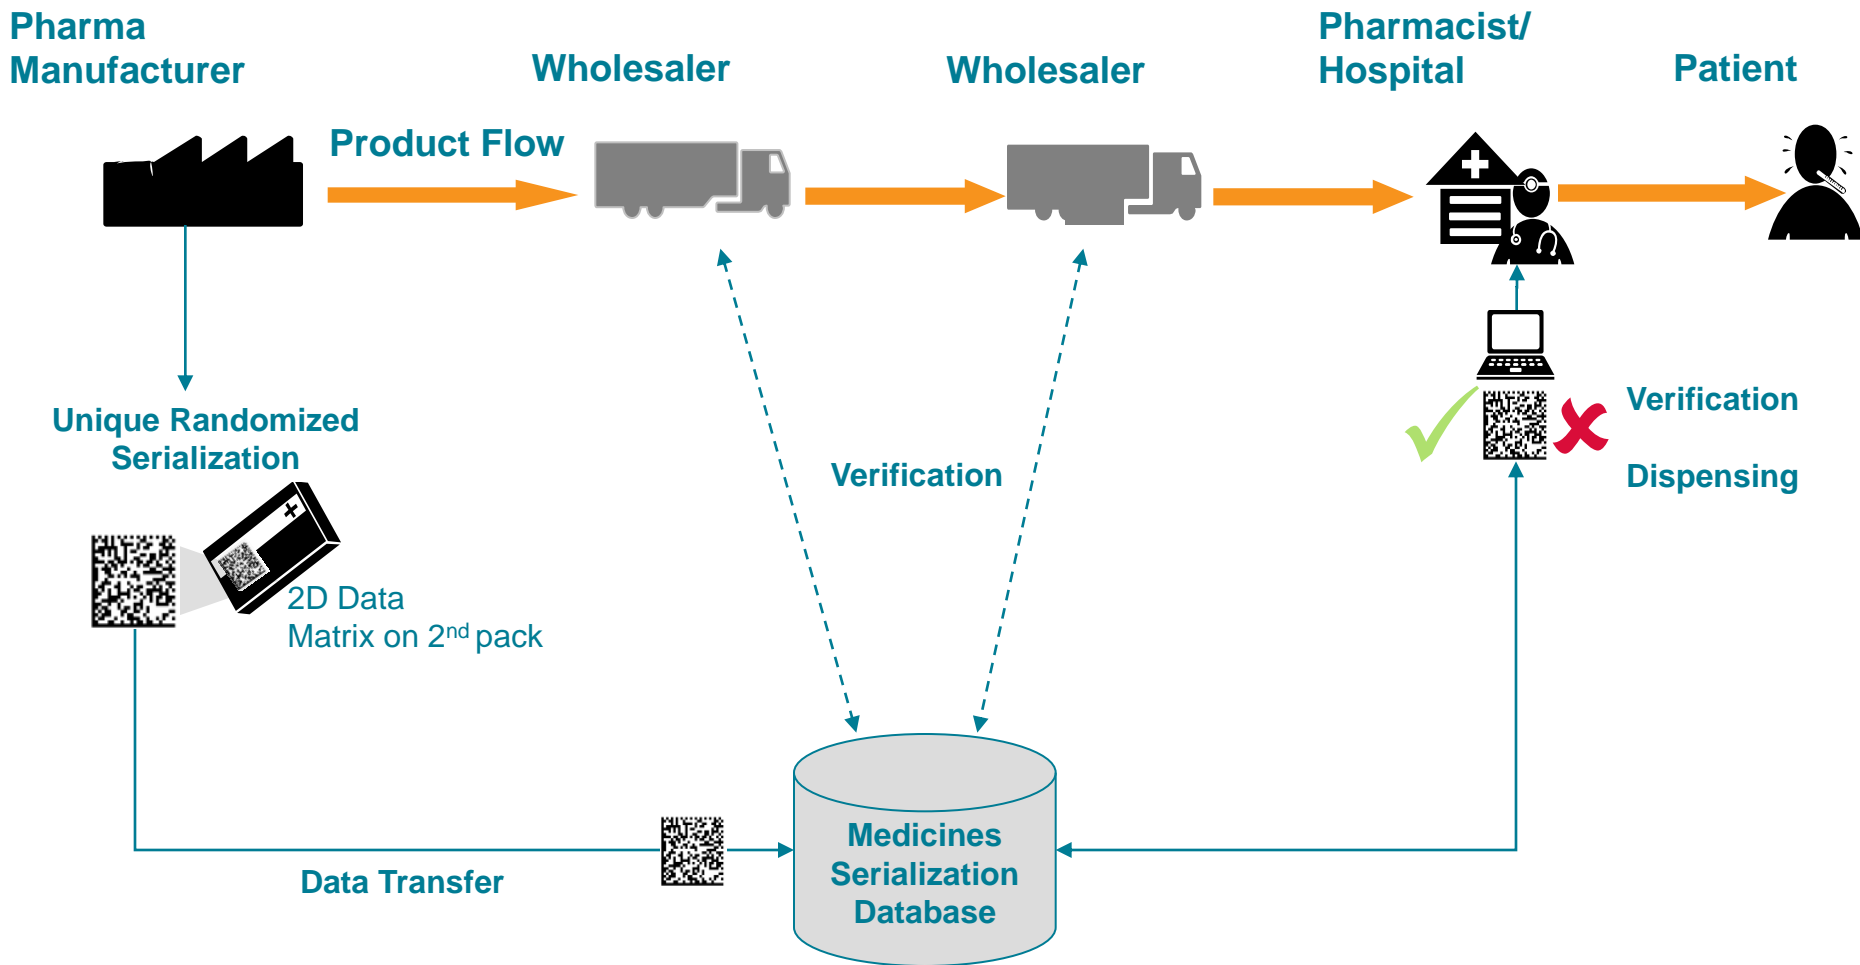 Pharma
Manufacturer
Wholesaler
Wholesaler
Pharmacist/
Hospital
Patient
Product Flow
Unique Randomized
Serialization
2D Data
Matrix on 2nd pack
Verification
Verification
Dispensing
Data Transfer
Medicines
Serialization
Database